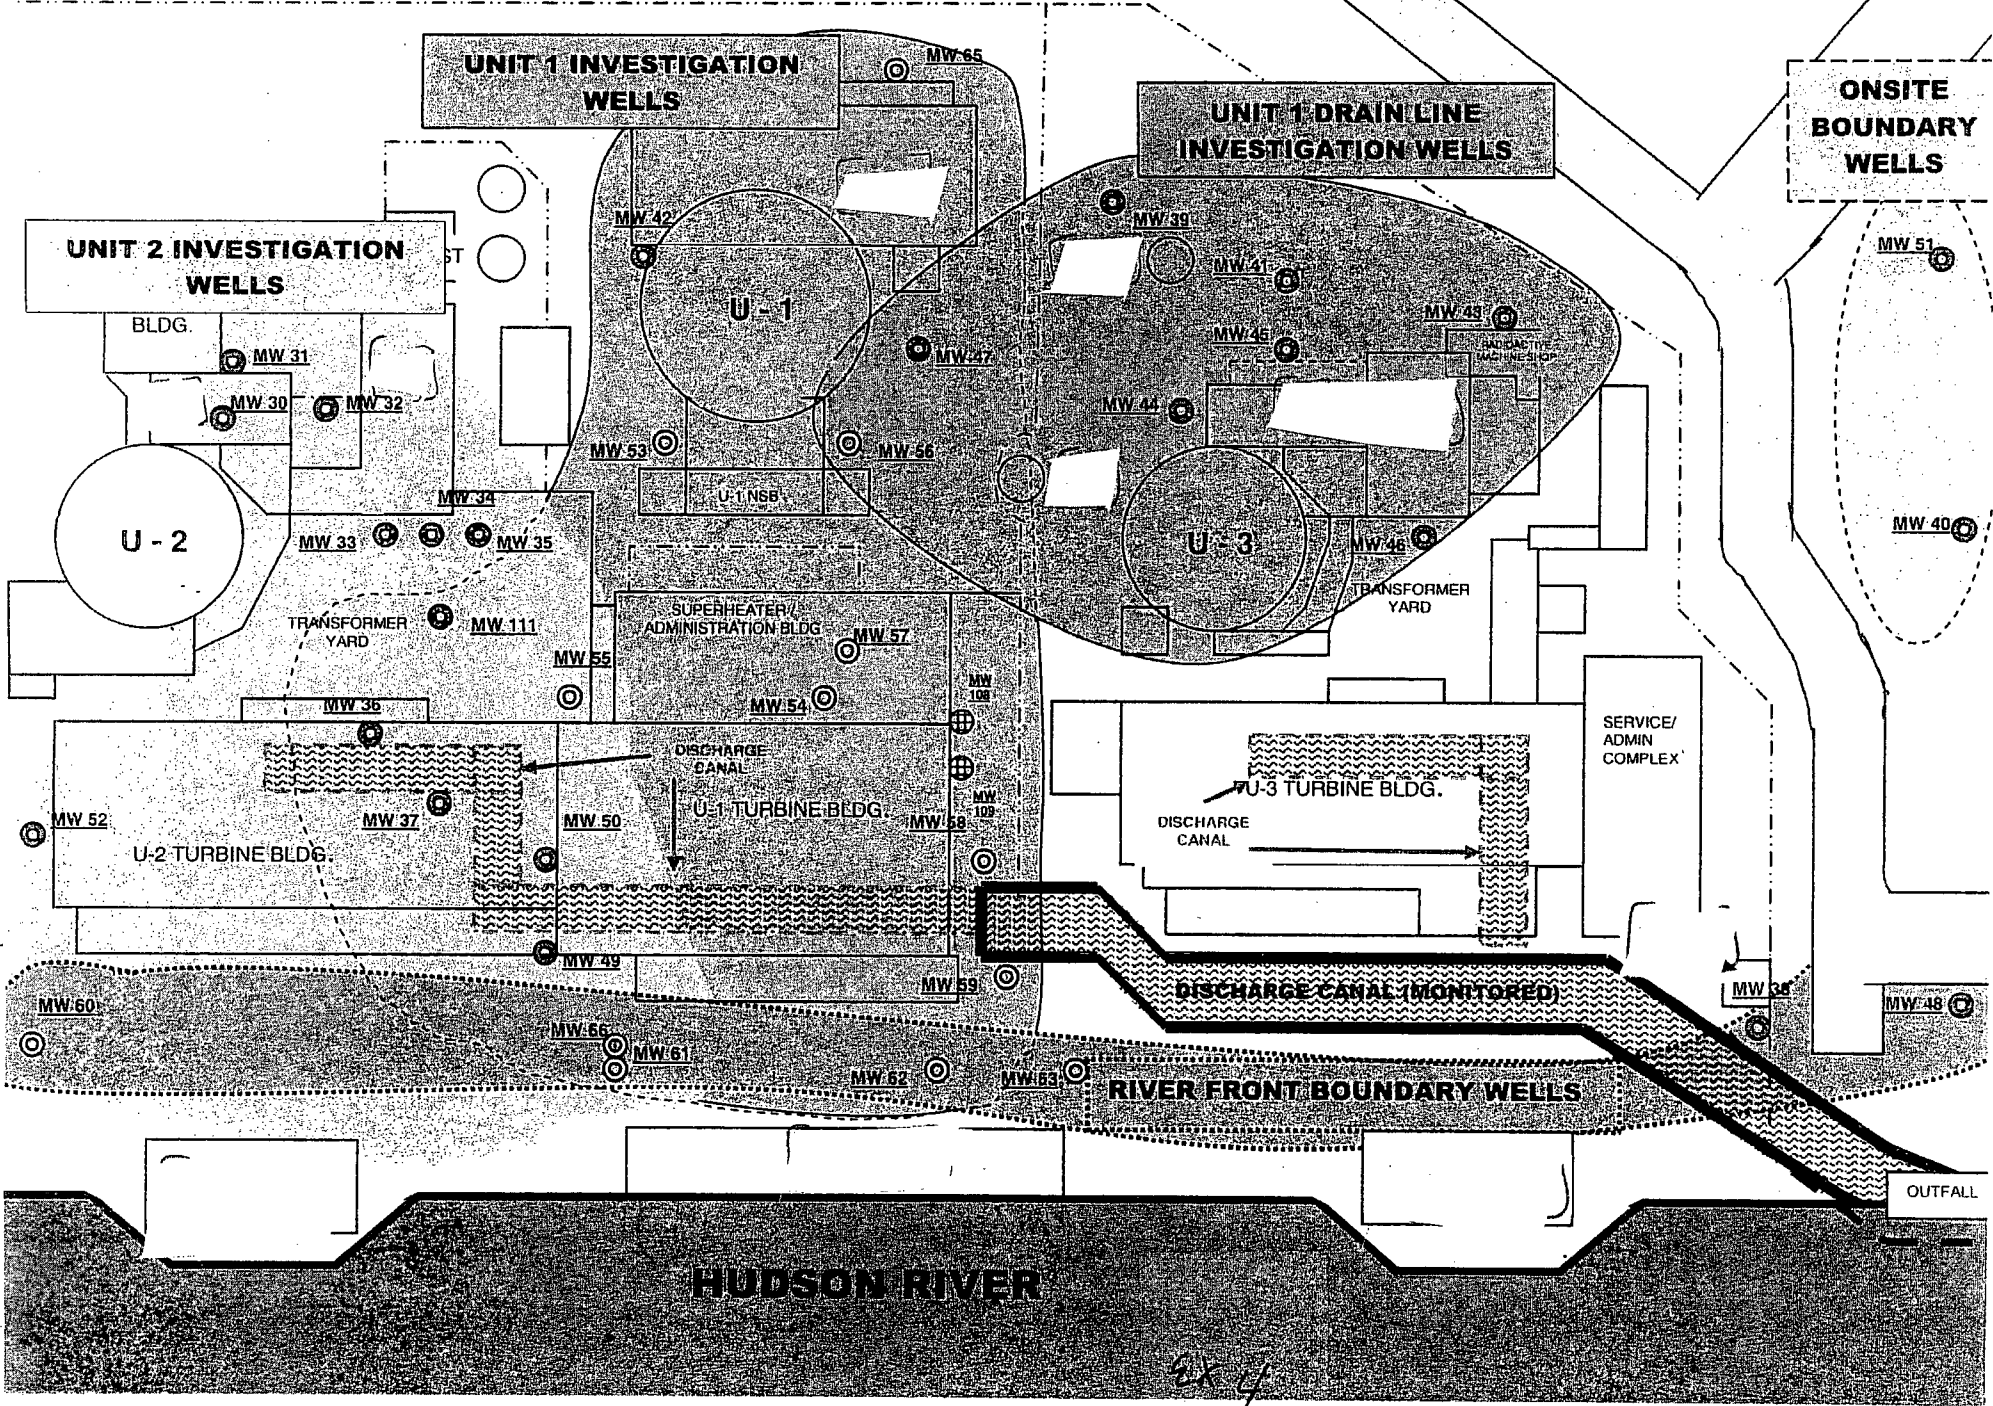 UNIT 1 INVESTIGATION
WELLS
MW 65
UNIT 1 DRAIN LINE
INVESTIGATION WELLS
ONSITE
BOUNDARY
WELLS
UNIT 2 INVESTIGATION
WELLS
ST
BLDG.
MW 42
MW 39
MW 51
MW 41
U - 1
MW 43
MW 45
RADIOACTIVE
MACHINE SHOP
MW 31
MW 47
MW 30
MW 32
MW 44
MW 53
MW 56
MW 34
U-1 NSB
MW 33
MW 35
U - 2
U - 3
MW 46
MW 40
TRANSFORMER
YARD
TRANSFORMER
YARD
MW 111
SUPERHEATER /
ADMINISTRATION BLDG
MW 57
MW 55
MW 36
MW 54
MW
108
DISCHARGE
CANAL
SERVICE/
ADMIN
COMPLEX
U-3 TURBINE BLDG.
MW 52
MW 37
MW 50
U-1 TURBINE BLDG.
MW 58
MW
109
DISCHARGE
CANAL
U-2 TURBINE BLDG.
MW 49
MW 59
DISCHARGE CANAL (MONITORED)
MW 38
MW 48
MW 60
MW 66
MW 61
MW 62
MW 63
RIVER FRONT BOUNDARY WELLS
OUTFALL
HUDSON RIVER
Ex 4